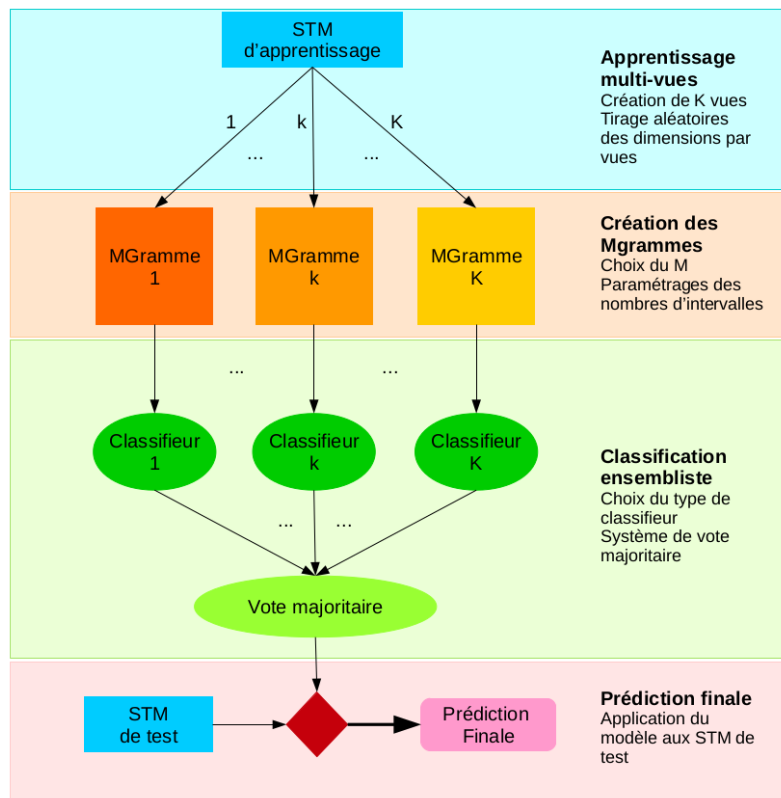 STM
d'apprentissage
Apprentissage
multi-vues
Création de K vues
Tirage aléatoires
des dimensions par
vues
1
k
K
...
...
MGramme
1
MGramme
k
MGramme
K
Création des
Mgrammes
Choix du M
Paramétrages des
nombres d'intervalles
...
...
Classifieur
1
Classifieur
k
Classifieur
K
Classification
ensembliste
Choix du type de
classifieur
Système de vote
majoritaire
...
...
Vote majoritaire
STM
de test
Prédiction
Finale
Prédiction finale
Application du
modèle aux STM de
test